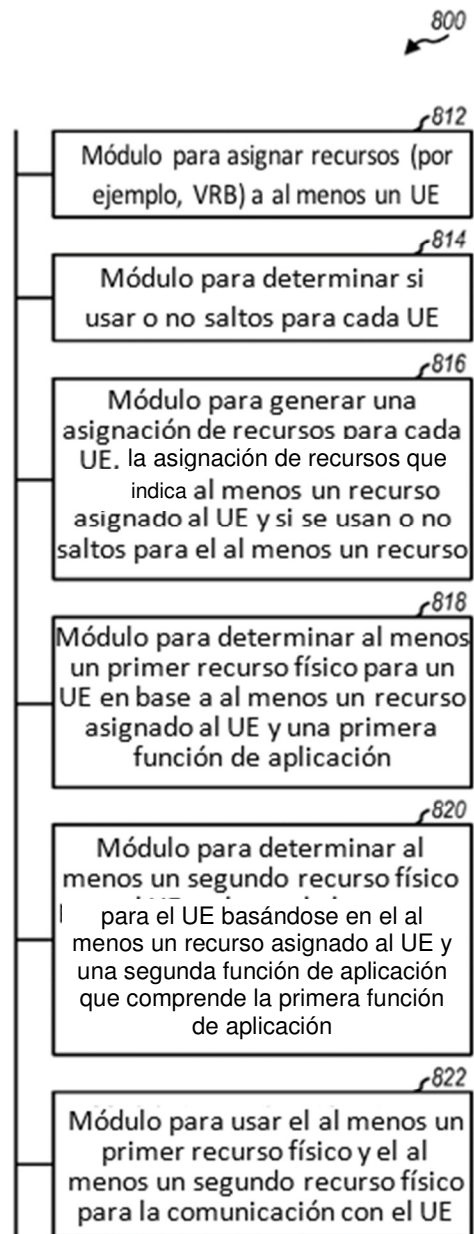 800
812
Módulo para asignar recursos (por
ejemplo, VRB) a al menos un UE
814
Módulo para determinar si
usar o no saltos para cada UE
816
Módulo para generar una
asignación de recursos para cada
UE, la asignación de recursos que
indica al menos un recurso
asignado al UE y si se usan o no
saltos para el al menos un recurso
818
Módulo para determinar al menos
un primer recurso físico para un
UE en base a al menos un recurso
asignado al UE y una primera
función de aplicación
820
Módulo para determinar al
menos un segundo recurso físico
para el UE basándose en el al
menos un recurso asignado al UE y
una segunda función de aplicación
que comprende la primera función
de aplicación
822
Módulo para usar el al menos un
primer recurso físico y el al
menos un segundo recurso físico
para la comunicación con el UE